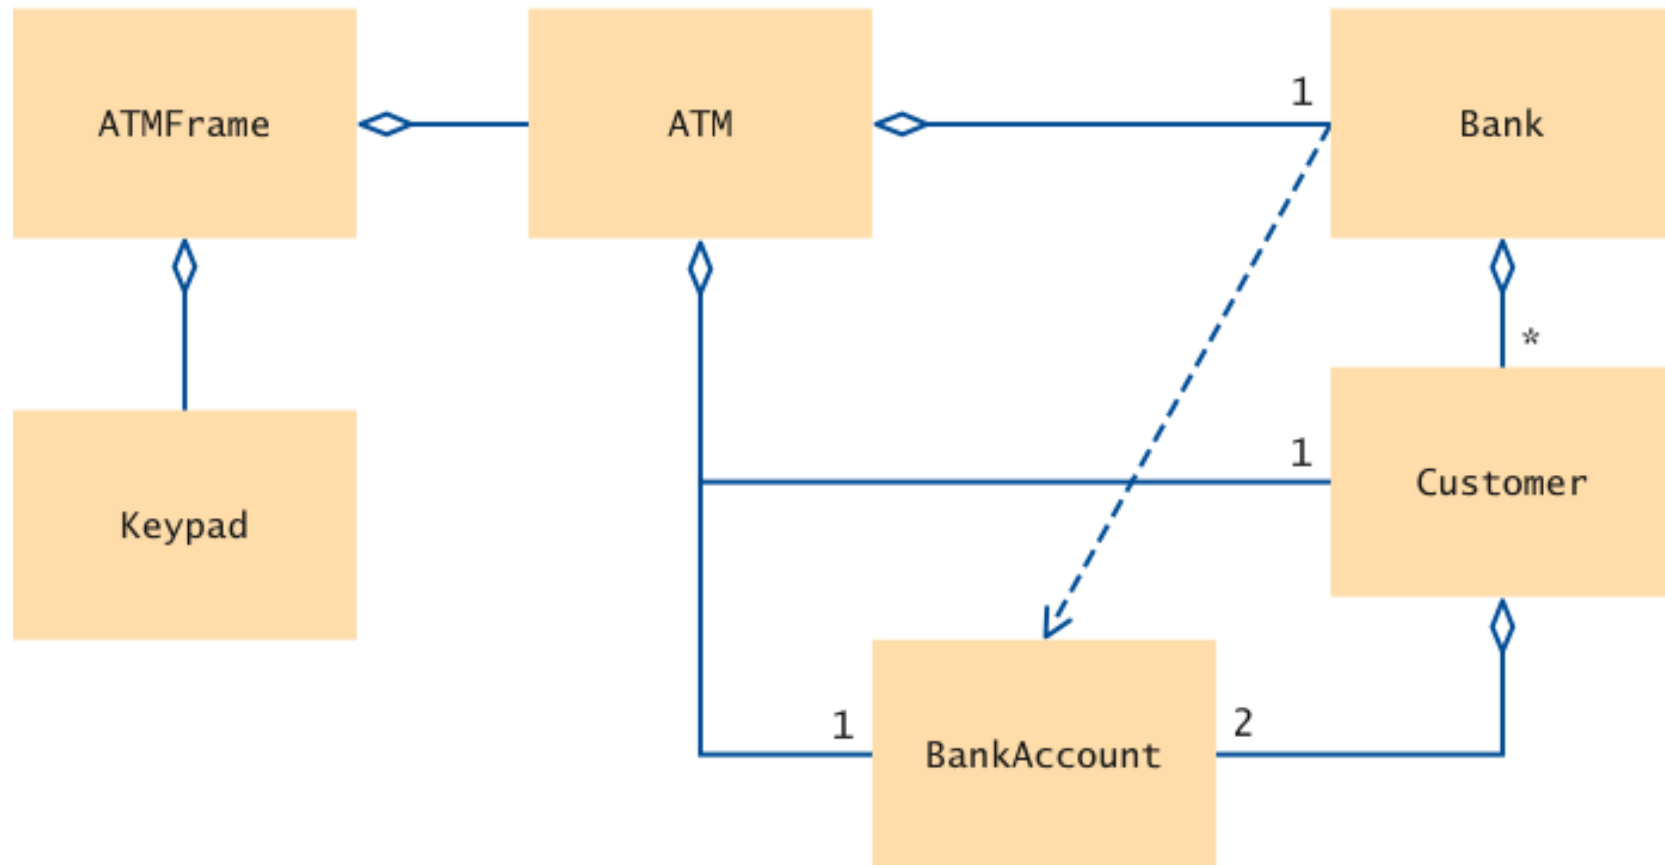 ATMFrame
ATM
1
Bank
*
1
Customer
Keypad
1
2
BankAccount